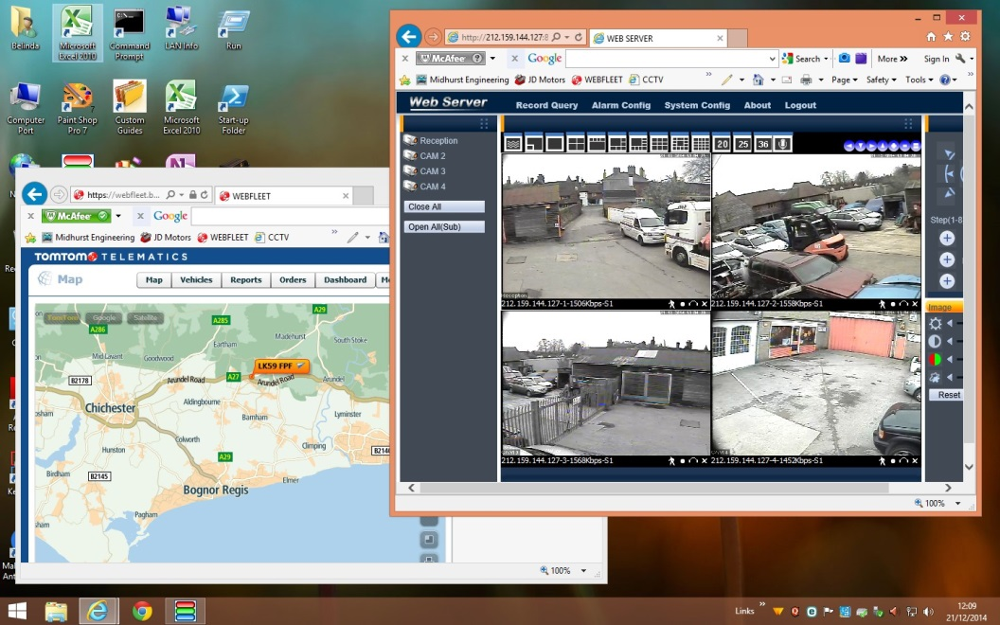 Belinda
Microsoft Excel 2010
Command Prompt
LAN Info
Run
Computer Port
Paint Shop Pro 7
Custom Guides
Microsoft Excel 2010
Start-up Folder
http://212.159.144.127:8
WEB SERVER
McAfee
Google
Search
More »
Sign In
Midhurst Engineering
JD Motors
WEBFLEET
CCTV
Page
Safety
Tools
Web Server
Record Query
Alarm Config
System Config
About
Logout
Reception
CAM 2
CAM 3
CAM 4
Close All
Open All(Sub)
20
25
36
Step(1-8
Image
Reset
Reception
212.159.144.127-1-1506Kbps-S1
212.159.144.127-2-1558Kbps-S1
212.159.144.127-3-1568Kbps-S1
212.159.144.127-4-1452Kbps-S1
100%
https://webfleet.b...
WEBFLEET
McAfee
Google
Midhurst Engineering
JD Motors
WEBFLEET
CCTV
TOMTOM TELEMATICS
Map
Map
Vehicles
Reports
Orders
Dashboard
TomTom
Google
Satellite
A29
A285
A286
Eartham
Madehurst
South Stoke
Mid Lavant
Goodwood
LK59 FPF
B2178
Arundel Road
A27
Arundel Road
Arundel
Chichester
Aldingbourne
Barnham
Lyminster
Colworth
Hunston
A29
Climping
B214
Birdham
B2145
Elmer
Bognor Regis
Pagham
100%
Links
12:09
21/12/2014